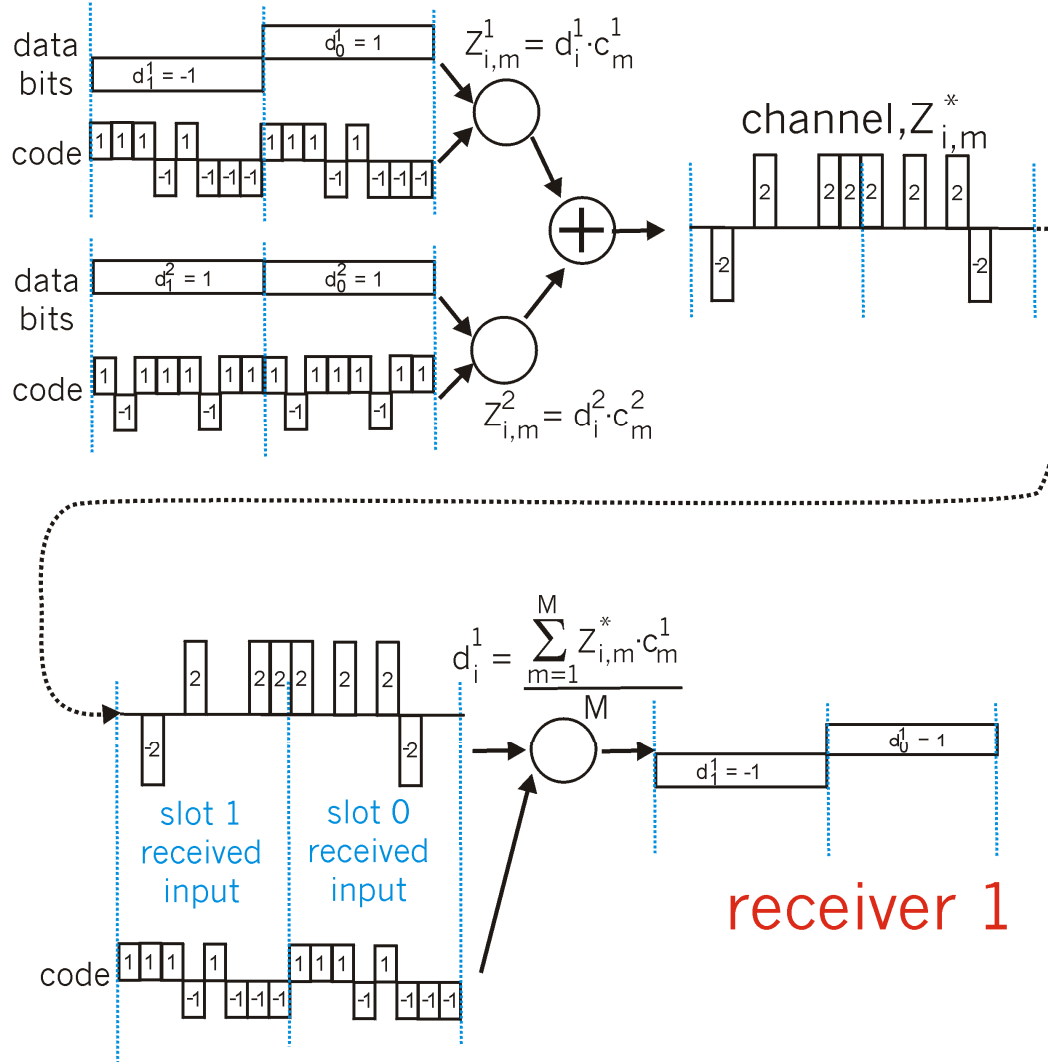 data bits
d₀¹ = 1
d₁¹ = -1
Z¹i,m = d¹i·c¹m
code
1 1 1 -1 1 -1 -1 -1 1 1 1 -1 1 -1 -1 -1
channel, Z*i,m
-2 2 2 2 2 2 2 -2
data bits
d₁² = 1
d₀² = 1
code
1 -1 1 1 1 -1 1 1 1 -1 1 1 1 -1 1 1
Z²i,m = d²i·c²m
+
-2 2 2 2 2 2 2 -2
d¹i = ∑ M m=1 Z*i,m·c¹m
M
d₀¹ - 1
d₁¹ = -1
slot 1 received input
slot 0 received input
receiver 1
code
1 1 1 -1 1 -1 -1 -1 1 1 1 -1 1 -1 -1 -1